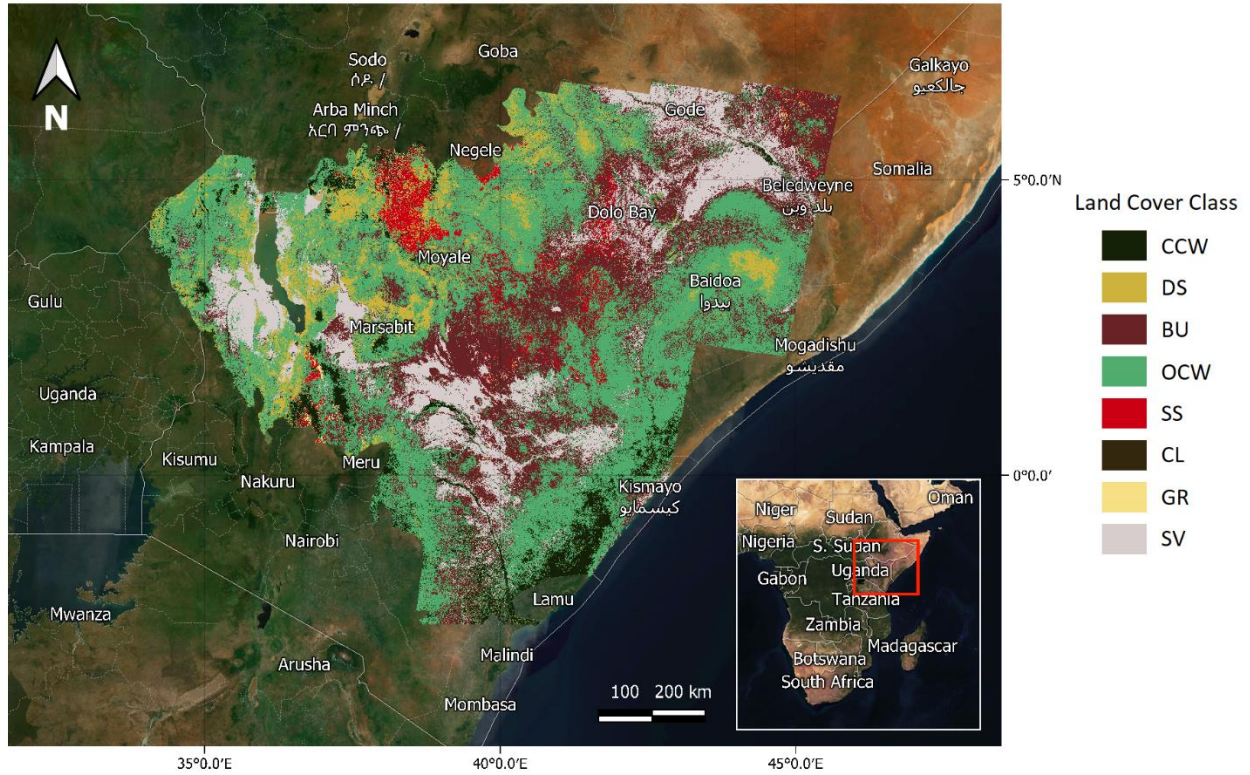 Goba
Sodo
ሶዶ /
Galkayo
جالكعيو
Arba Minch
አርባ ምንጭ /
Gode
N
Negele
Somalia
5°0.0′N
Beledweyne
بلد وين
Dolo Bay
Moyale
Baidoa
بيدوا
Gulu
Marsabit
Mogadishu
مقديشو
Uganda
Kampala
Kisumu
Meru
Nakuru
Kismayo
كيسمايو
0°0.0′
Nairobi
Lamu
Mwanza
Malindi
Arusha
Mombasa
100 200 km
35°0.0′E
40°0.0′E
45°0.0′E
Oman
Niger
Sudan
Nigeria
S. Sudan
Gabon
Uganda
Tanzania
Zambia
Madagascar
Botswana
South Africa
Land Cover Class
CCW
DS
BU
OCW
SS
CL
GR
SV